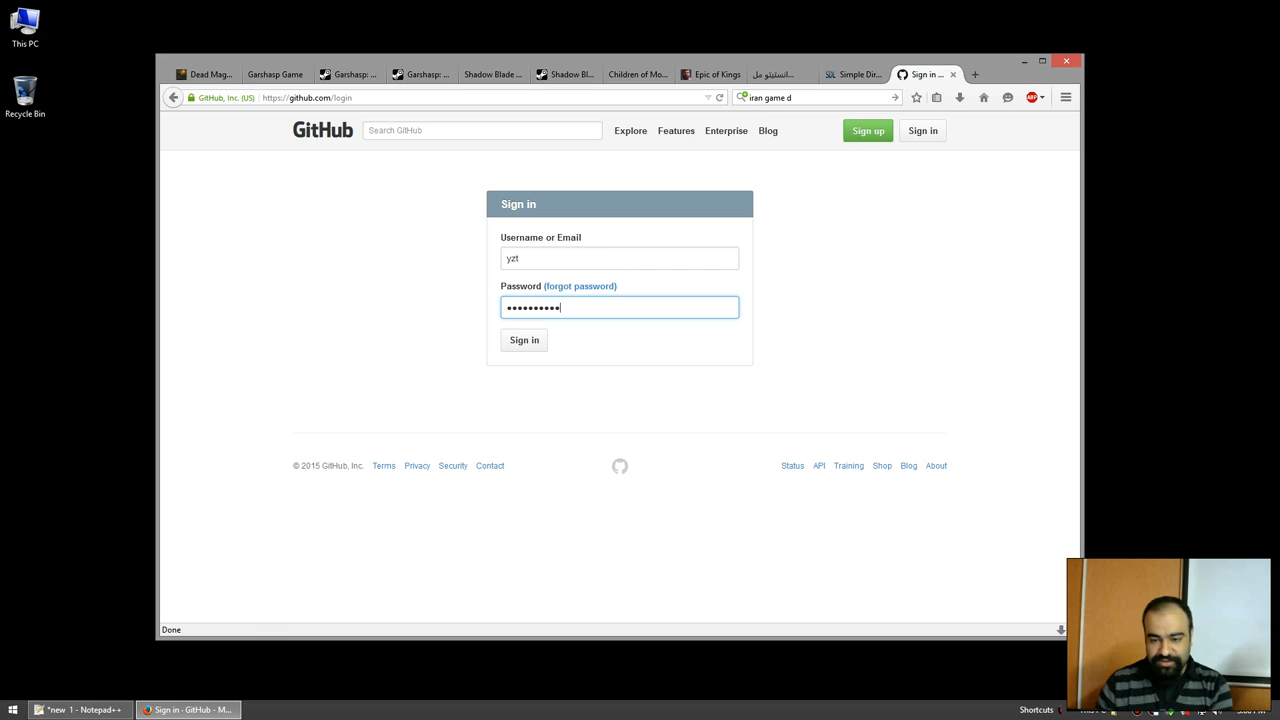 This PC
Recycle Bin
Dead Mag...
Garshasp Game
Garshasp: ...
Garshasp: ...
Shadow Blade ...
Shadow Bl...
Children of Mo...
Epic of Kings
انستیتو مل...
Simple Dir...
Sign in ...
GitHub, Inc. (US)
https://github.com/login
iran game d
ABP
GitHub
Search GitHub
Explore
Features
Enterprise
Blog
Sign up
Sign in
Sign in
Username or Email
yzt
Password (forgot password)
••••••••••
Sign in
© 2015 GitHub, Inc.
Terms
Privacy
Security
Contact
Status
API
Training
Shop
Blog
About
Done
*new 1 - Notepad++
Sign in · GitHub - M...
Shortcuts